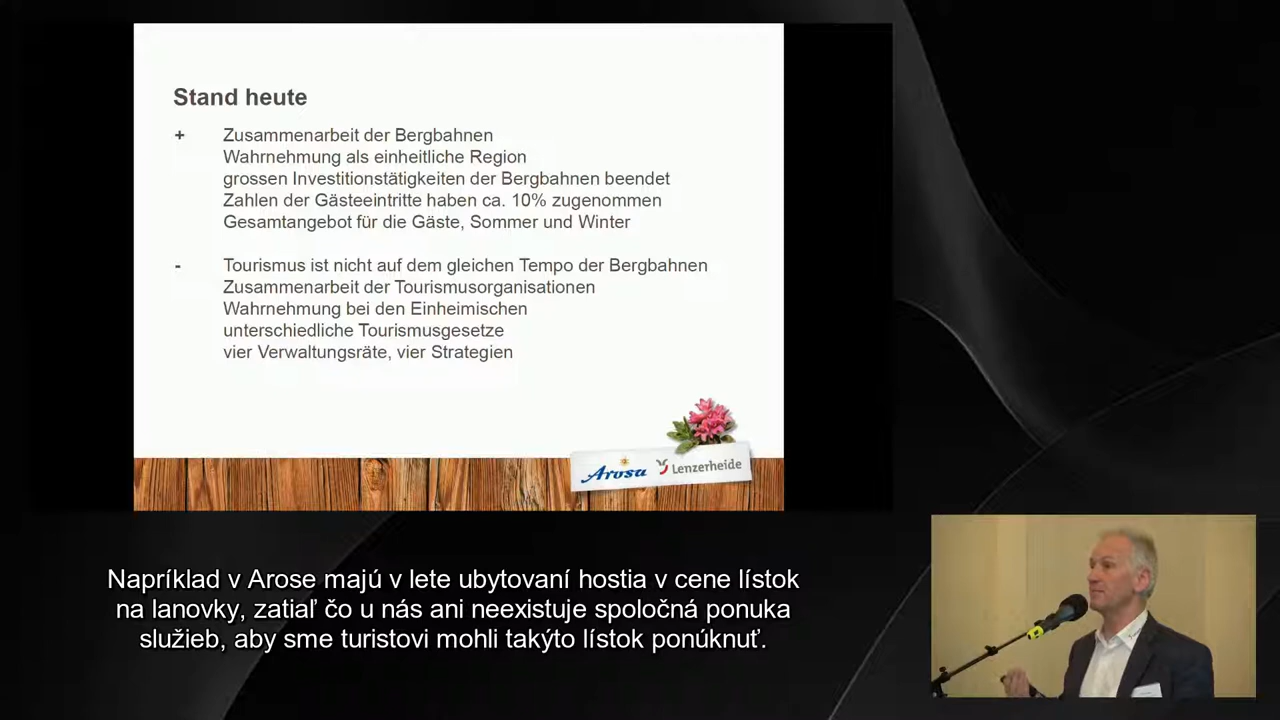 Stand heute
+ Zusammenarbeit der Bergbahnen
Wahrnehmung als einheitliche Region
grossen Investitionstätigkeiten der Bergbahnen beendet
Zahlen der Gästeeintritte haben ca. 10% zugenommen
Gesamtangebot für die Gäste, Sommer und Winter
- Tourismus ist nicht auf dem gleichen Tempo der Bergbahnen
Zusammenarbeit der Tourismusorganisationen
Wahrnehmung bei den Einheimischen
unterschiedliche Tourismusgesetze
vier Verwaltungsräte, vier Strategien
Arosa Lenzerheide
Napríklad v Arose majú v lete ubytovaní hostia v cene lístok
na lanovky, zatiaľ čo u nás ani neexistuje spoločná ponuka
služieb, aby sme turistovi mohli takýto lístok ponúknuť.